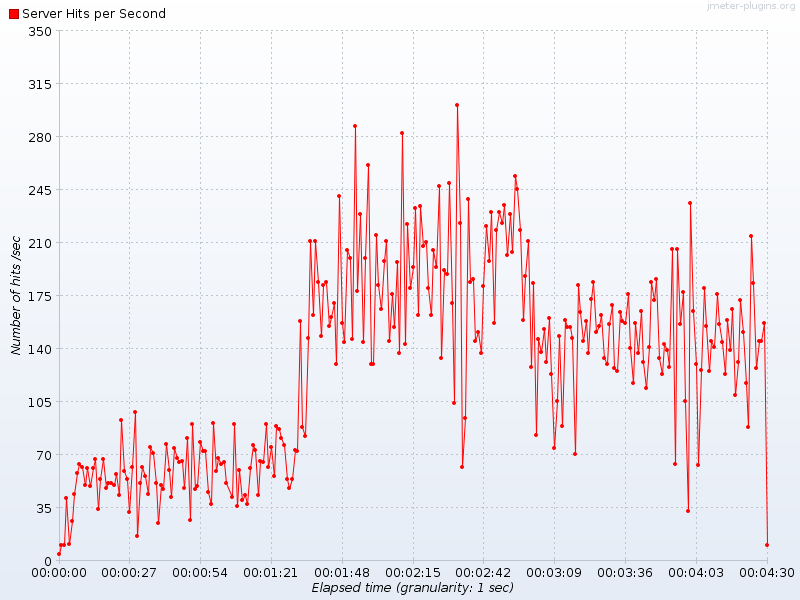 jmeter-plugins.org
Server Hits per Second
350
315
280
245
210
175
140
105
70
35
0
Number of hits /sec
00:00:00 00:00:27 00:00:54 00:01:21 00:01:48 00:02:15 00:02:42 00:03:09 00:03:36 00:04:03 00:04:30
Elapsed time (granularity: 1 sec)